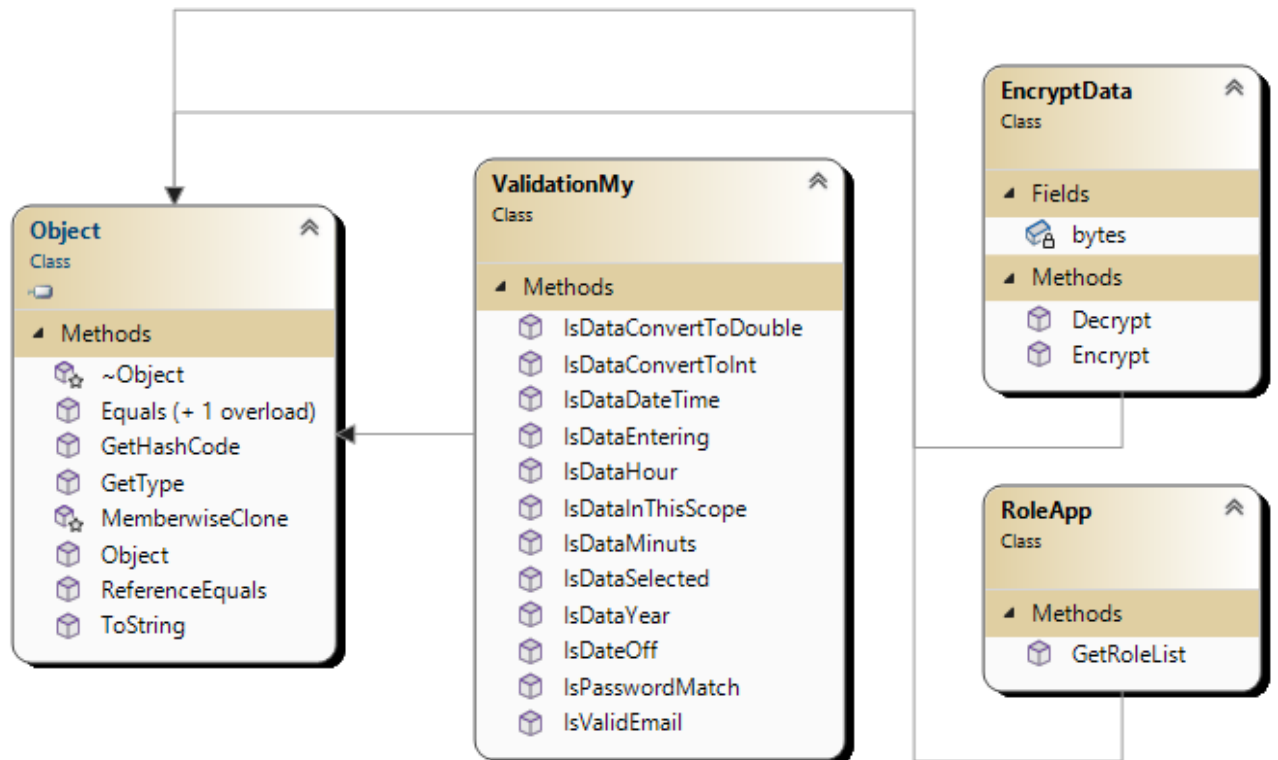 Object
Class
Methods
~Object
Equals (+ 1 overload)
GetHashCode
GetType
MemberwiseClone
Object
ReferenceEquals
ToString
ValidationMy
Class
Methods
IsDataConvertToDouble
IsDataConvertToInt
IsDataDateTime
IsDataEntering
IsDataHour
IsDataInThisScope
IsDataMinuts
IsDataSelected
IsDataYear
IsDateOff
IsPasswordMatch
IsValidEmail
EncryptData
Class
Fields
bytes
Methods
Decrypt
Encrypt
RoleApp
Class
Methods
GetRoleList